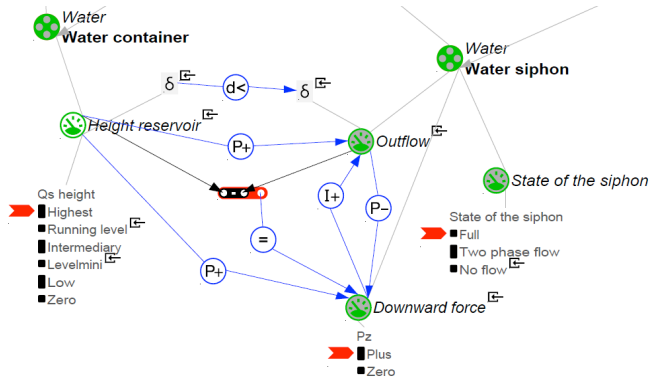 Water
Water container
Water
Water siphon
δ
d<
δ
Height reservoir
P+
Outflow
State of the siphon
I+
P-
Qs height
Highest
Running level
Intermediary
Levelmini
Low
Zero
=
P+
State of the siphon
Full
Two phase flow
No flow
Downward force
Pz
Plus
Zero